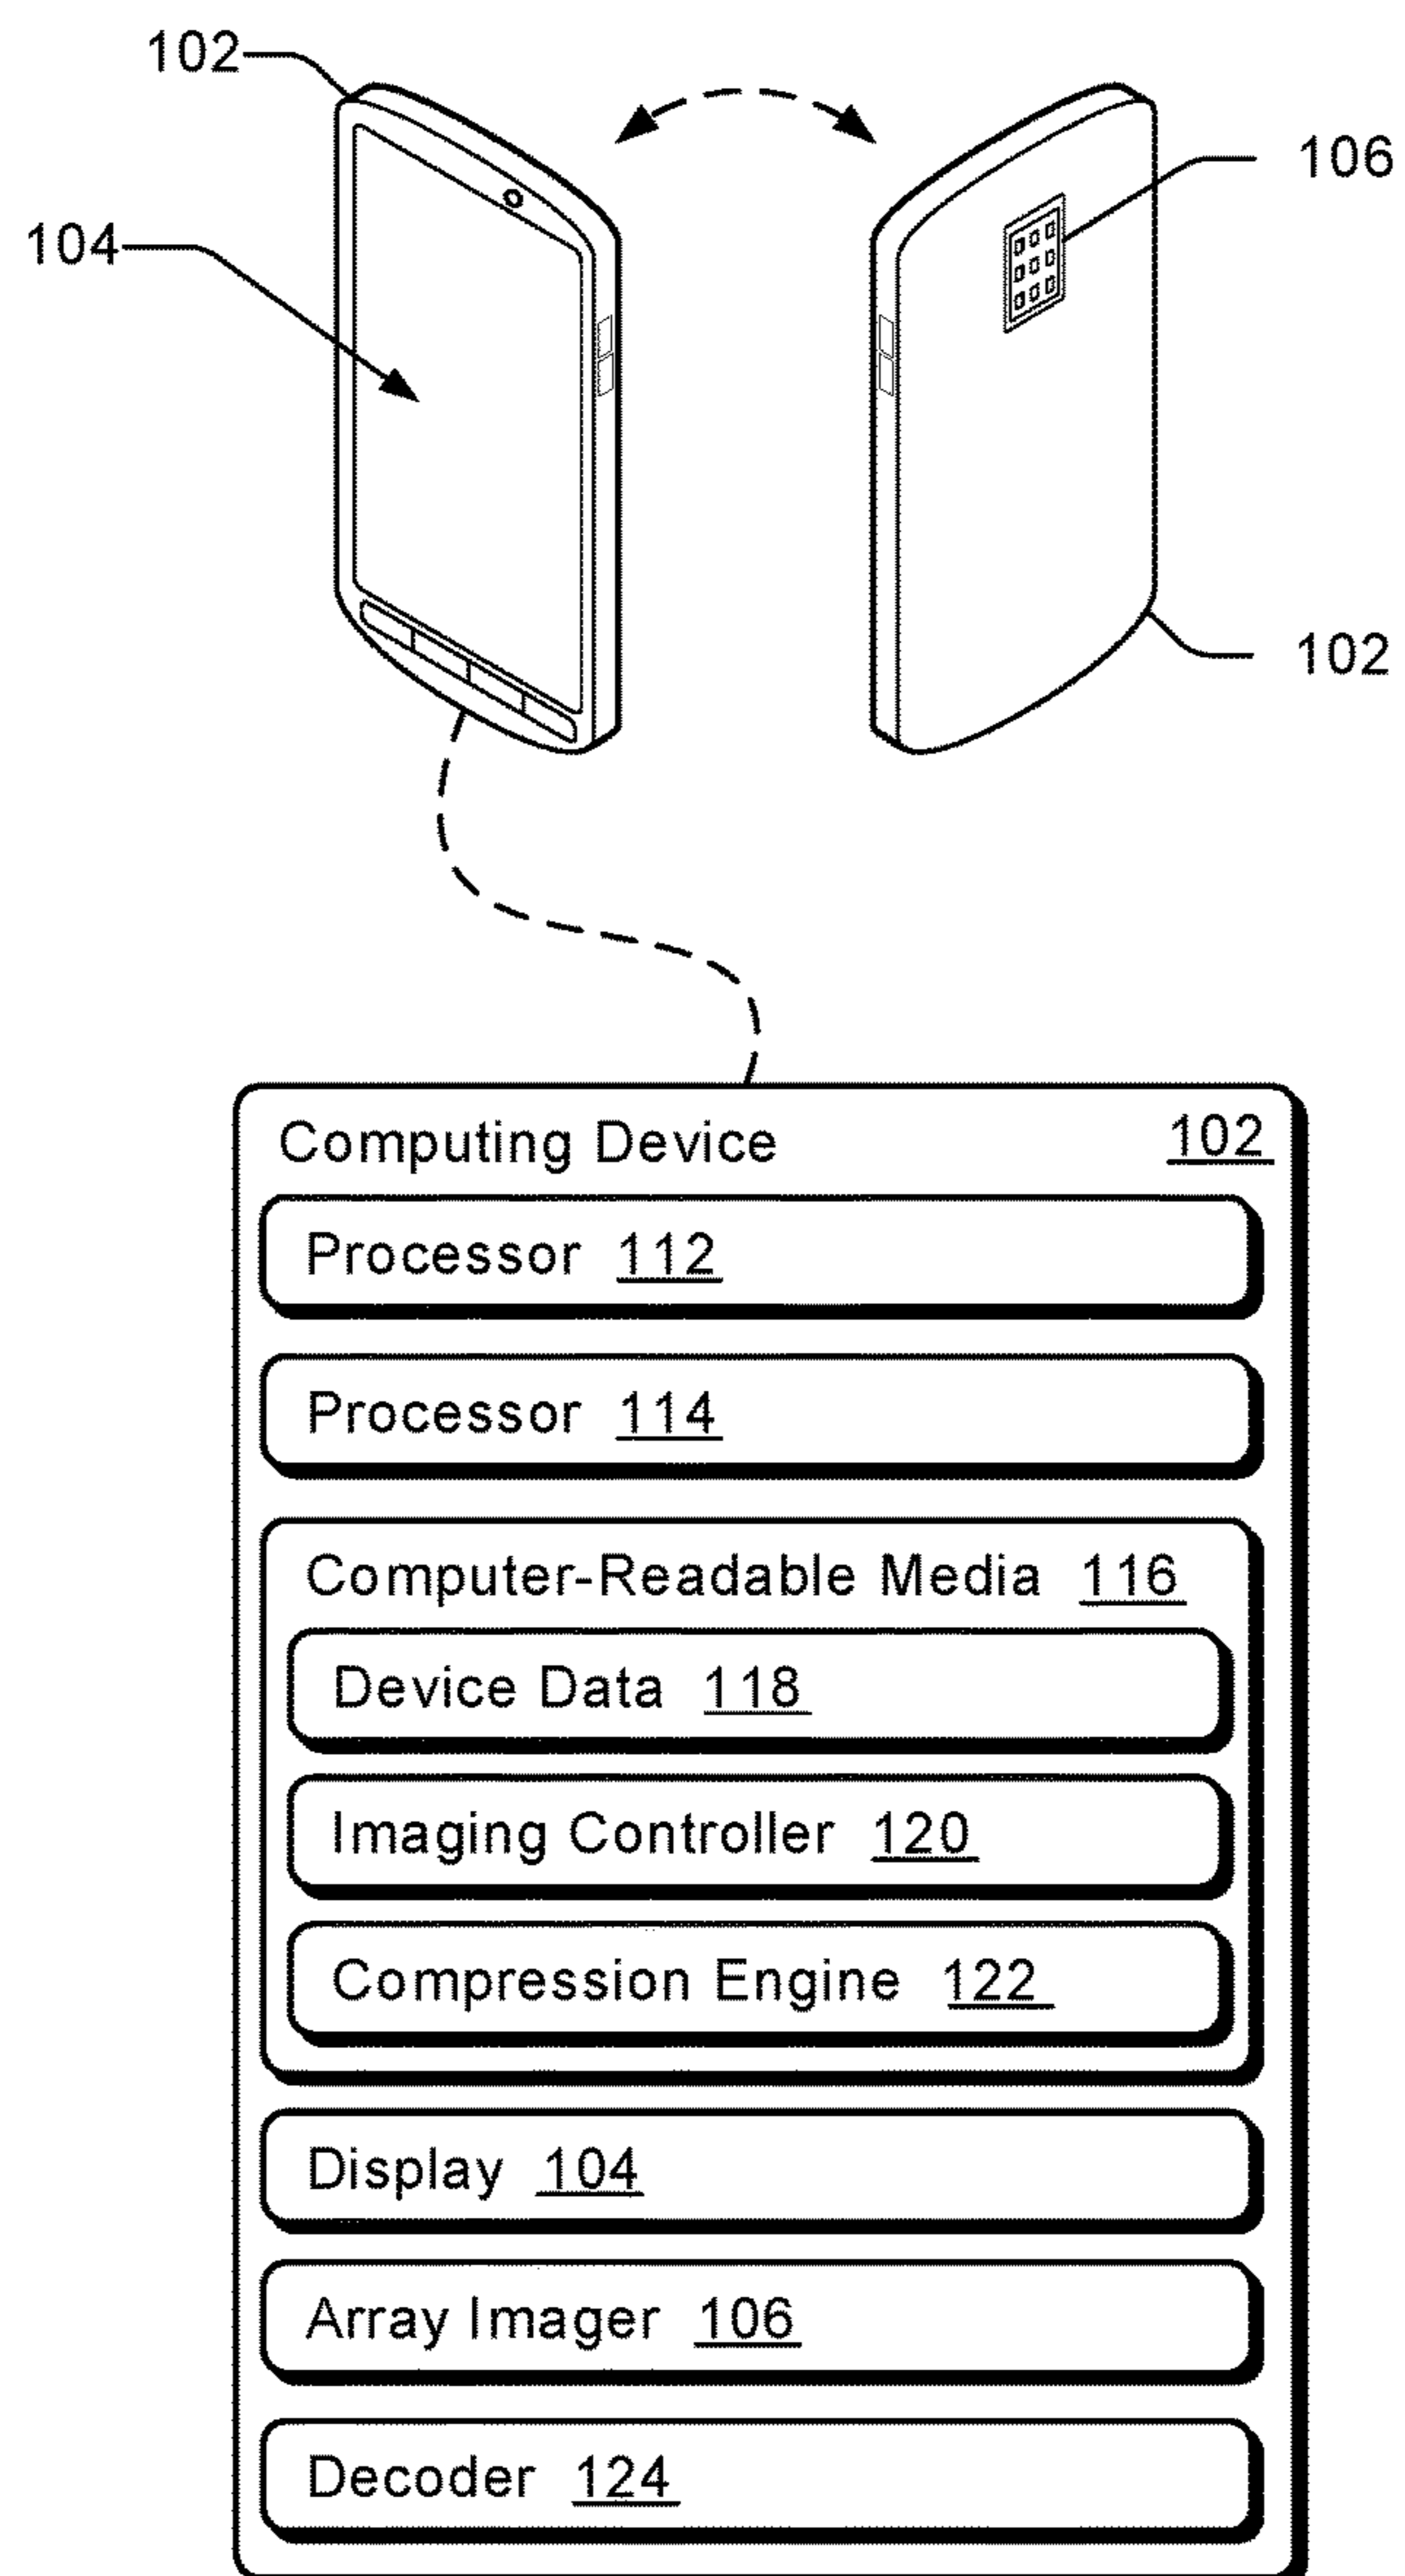 102
106
104
102
Computing Device 102
Processor 112
Processor 114
Computer-Readable Media 116
Device Data 118
Imaging Controller 120
Compression Engine 122
Display 104
Array Imager 106
Decoder 124